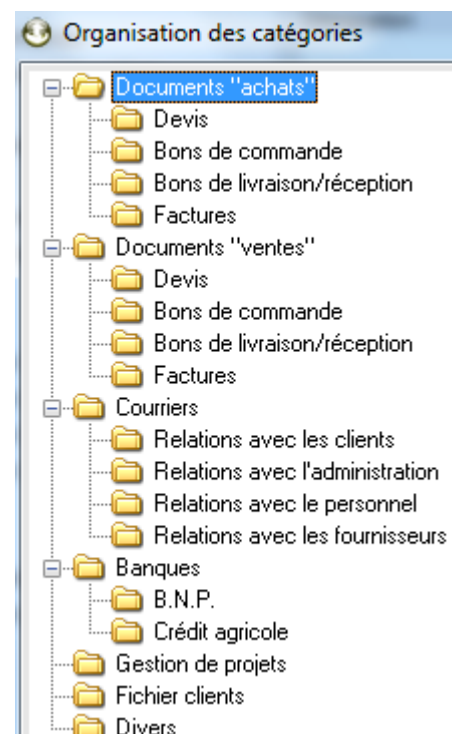 Organisation des catégories
Documents "achats"
Devis
Bons de commande
Bons de livraison/réception
Factures
Documents "ventes"
Devis
Bons de commande
Bons de livraison/réception
Factures
Courriers
Relations avec les clients
Relations avec l'administration
Relations avec le personnel
Relations avec les fournisseurs
Banques
B.N.P.
Crédit agricole
Gestion de projets
Fichier clients
Divers